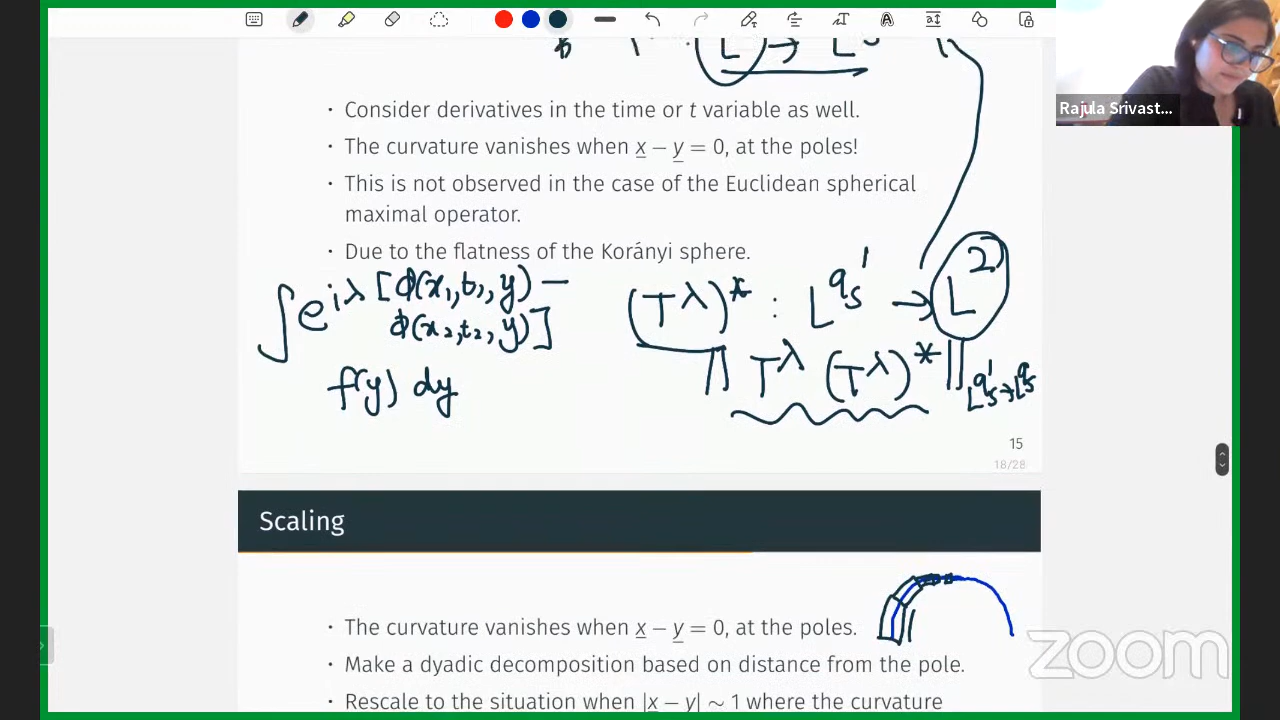 L → L
Rajula Srivast...
• Consider derivatives in the time or t variable as well.
• The curvature vanishes when x − y = 0, at the poles!
• This is not observed in the case of the Euclidean spherical
maximal operator.
• Due to the flatness of the Korányi sphere.
∫e^{iλ[Φ(x₁,t₁,y) −
Φ(x₂,t₂,y)]
f(y) dy
(T^λ)* : L^{q_5'} → L^2
|| T^λ (T^λ)* ||_{L^{q_5'}→L^{q_5}}
15
18/28
Scaling
• The curvature vanishes when x − y = 0, at the poles.
• Make a dyadic decomposition based on distance from the pole.
• Rescale to the situation when |x − y| ∼ 1 where the curvature
zoom